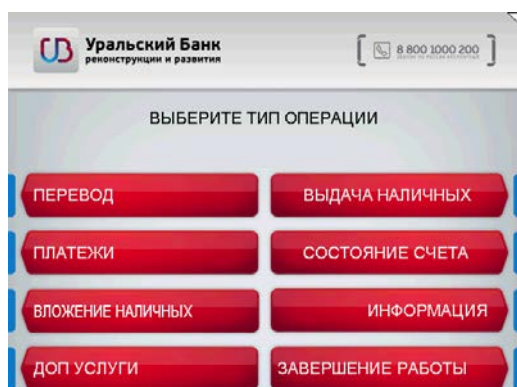 Уральский Банк
реконструкции и развития
8 800 1000 200
ВЫБЕРИТЕ ТИП ОПЕРАЦИИ
ПЕРЕВОД
ВЫДАЧА НАЛИЧНЫХ
ПЛАТЕЖИ
СОСТОЯНИЕ СЧЕТА
ВЛОЖЕНИЕ НАЛИЧНЫХ
ИНФОРМАЦИЯ
ДОП УСЛУГИ
ЗАВЕРШЕНИЕ РАБОТЫ